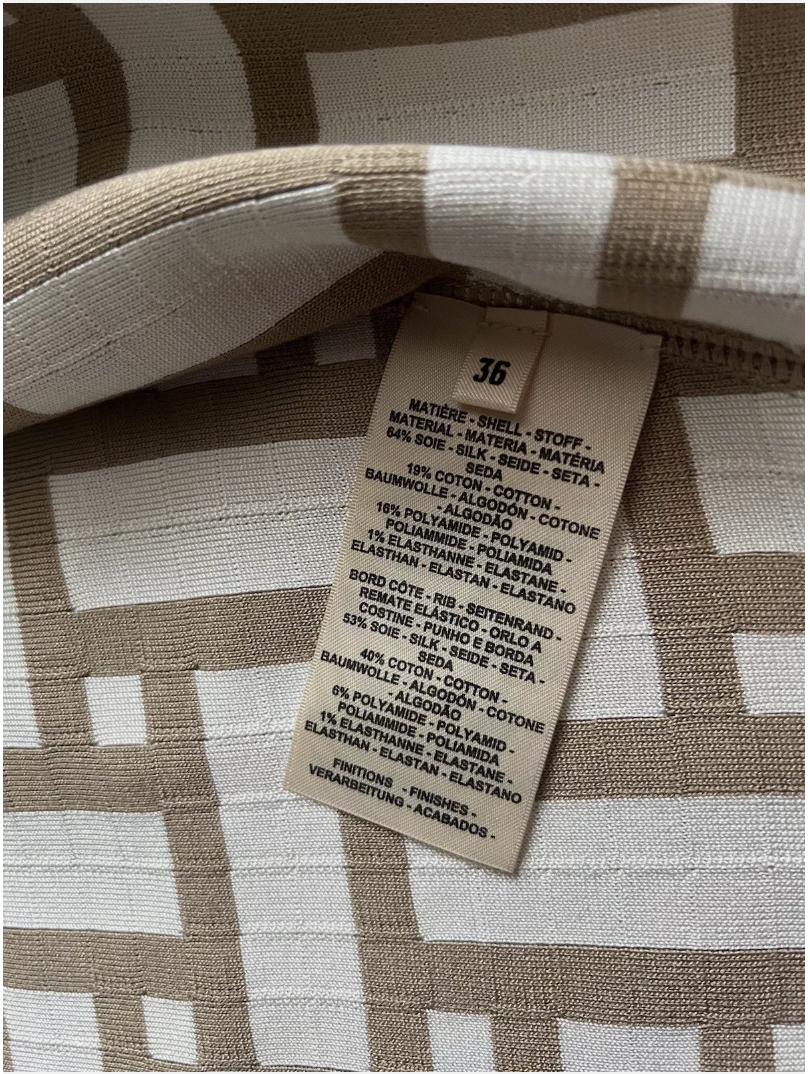 36
MATIÈRE - SHELL - STOFF -
MATERIAL - MATERIA - MATÉRIA
64% SOIE - SILK - SEIDE - SETA -
SEDA
19% COTON - COTTON -
BAUMWOLLE - ALGODÓN - COTONE
- ALGODÃO
16% POLYAMIDE - POLYAMID -
POLIAMMIDE - POLIAMIDA
1% ELASTHANNE - ELASTANE -
ELASTHAN - ELASTAN - ELASTANO
BORD CÔTE - RIB - SEITENRAND -
REMATE ELÁSTICO - ORLO A
COSTINE - PUNHO E BORDA
53% SOIE - SILK - SEIDE - SETA -
SEDA
40% COTON - COTTON -
BAUMWOLLE - ALGODÓN - COTONE
- ALGODÃO
6% POLYAMIDE - POLYAMID -
POLIAMMIDE - POLIAMIDA
1% ELASTHANNE - ELASTANE -
ELASTHAN - ELASTAN - ELASTANO
FINITIONS - FINISHES -
VERARBEITUNG - ACABADOS -